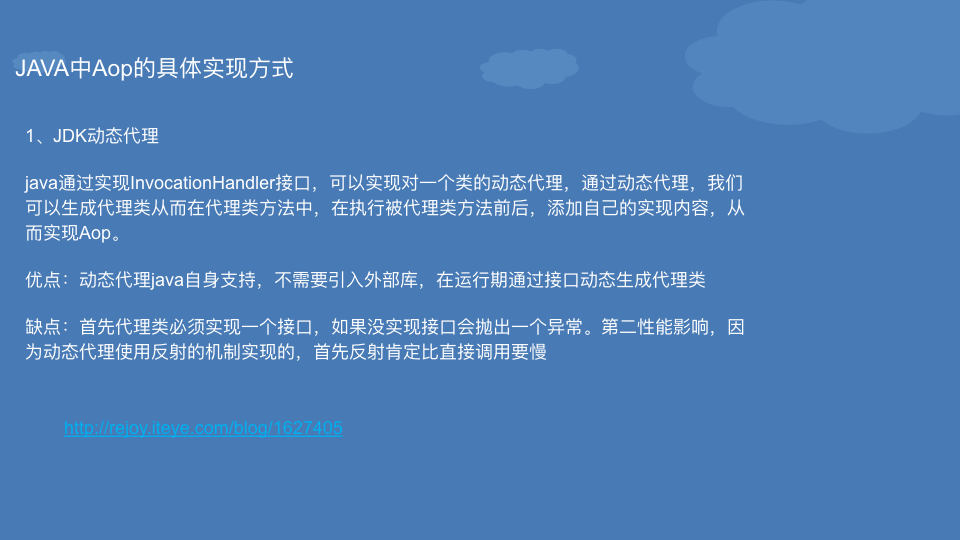 JAVA中Aop的具体实现方式
1、JDK动态代理
java通过实现InvocationHandler接口，可以实现对一个类的动态代理，通过动态代理，我们
可以生成代理类从而在代理类方法中，在执行被代理类方法前后，添加自己的实现内容，从
而实现Aop。
优点：动态代理java自身支持，不需要引入外部库，在运行期通过接口动态生成代理类
缺点：首先代理类必须实现一个接口，如果没实现接口会抛出一个异常。第二性能影响，因
为动态代理使用反射的机制实现的，首先反射肯定比直接调用要慢
http://rejoy.iteye.com/blog/1627405